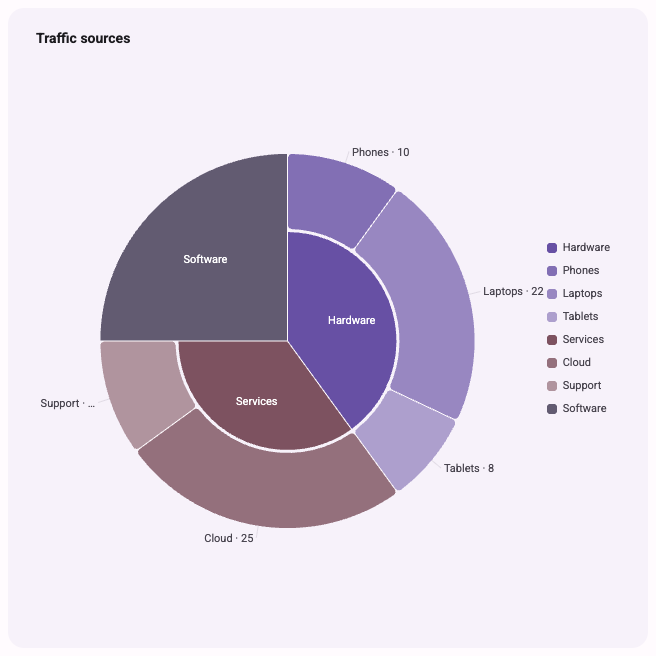 Traffic sources
Phones · 10
Software
Hardware
Laptops · 22
Services
Support · …
Tablets · 8
Cloud · 25
Hardware
Phones
Laptops
Tablets
Services
Cloud
Support
Software